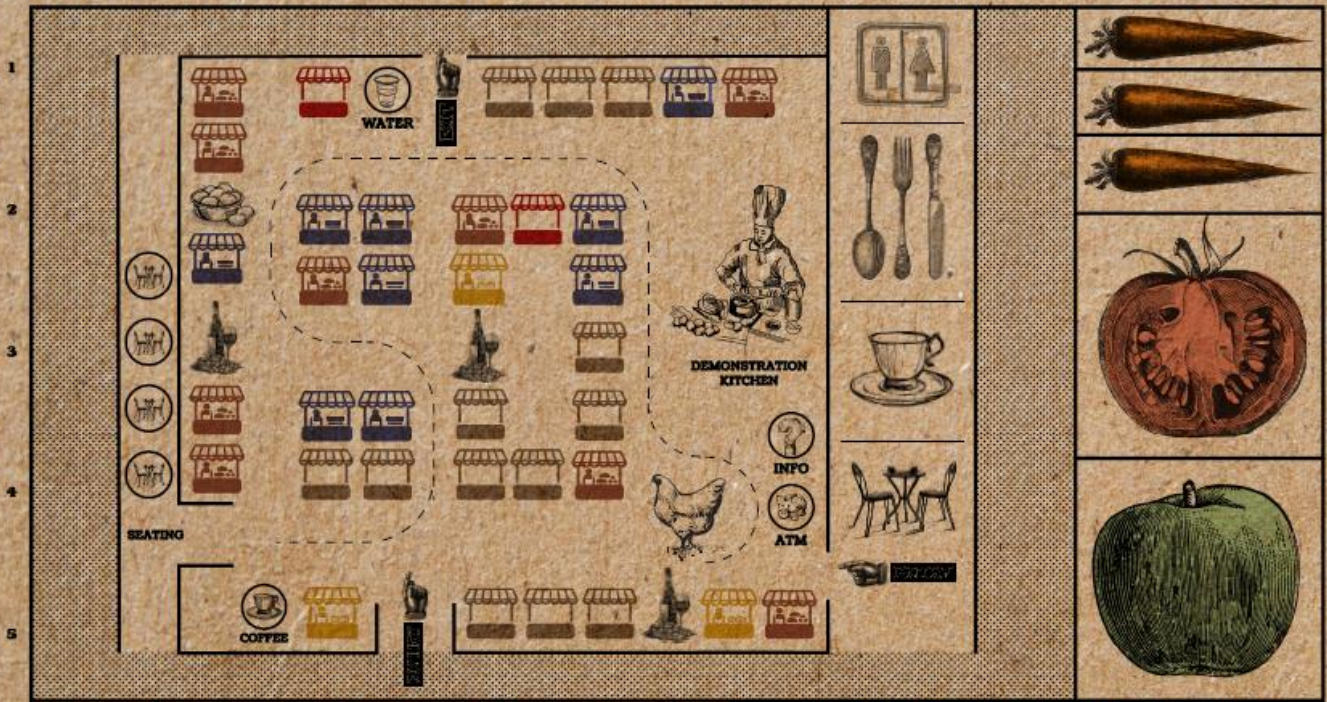 1
WATER
2
3
DEMONSTRATION
KITCHEN
INFO
4
ATM
SEATING
COFFEE
5